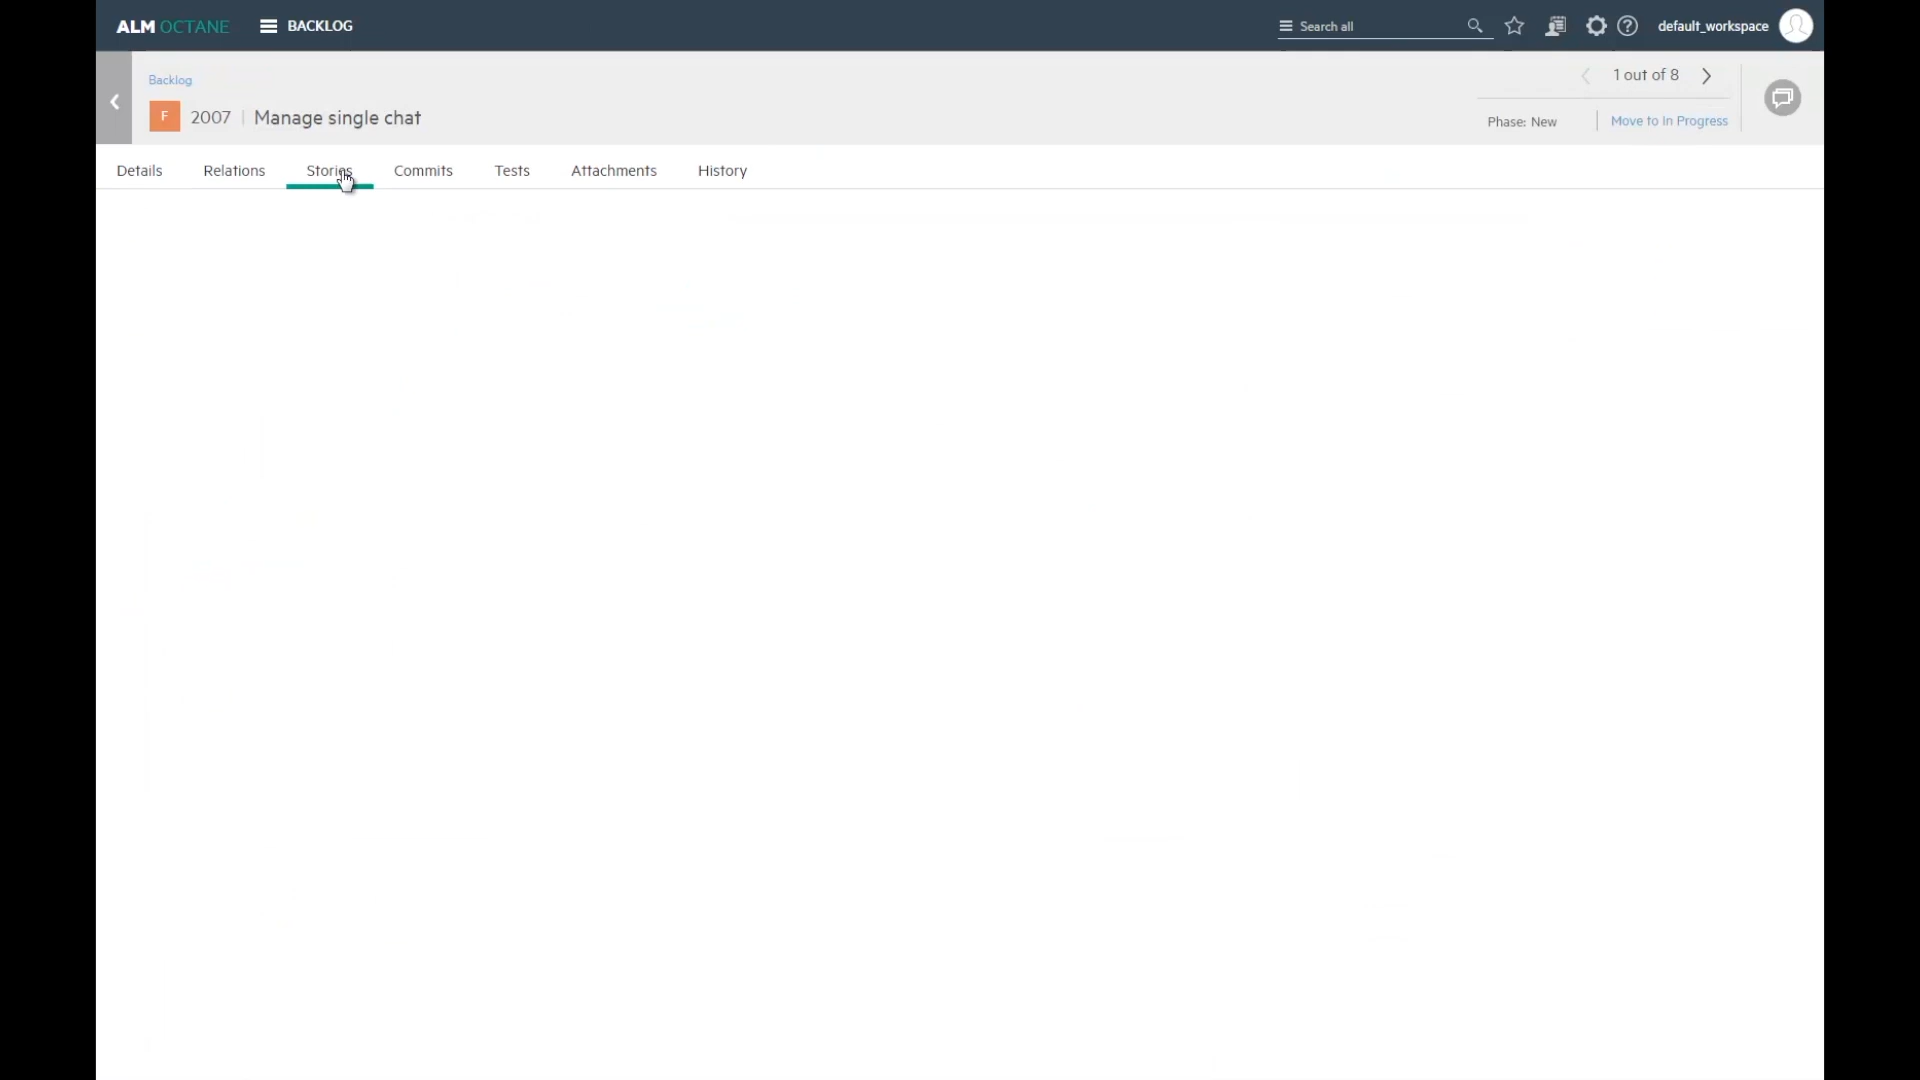 ALM OCTANE BACKLOG Search all default_workspace
Backlog
1 out of 8
F 2007 | Manage single chat
Phase: New Move to In Progress
Details Relations Stories Commits Tests Attachments History